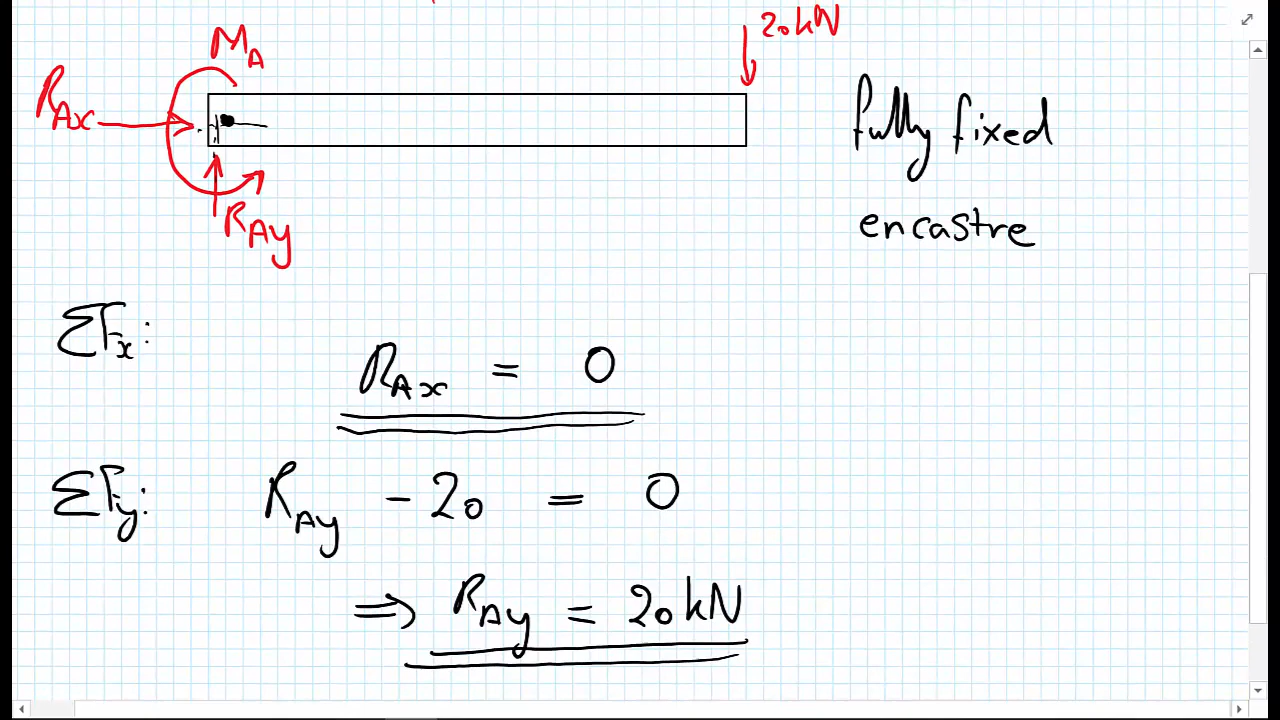 20kN
M_A
R_Ax
R_Ay
fully fixed
encastre
ΣF_x:
R_Ax = 0
ΣF_y: R_Ay - 20 = 0
⇒ R_Ay = 20kN